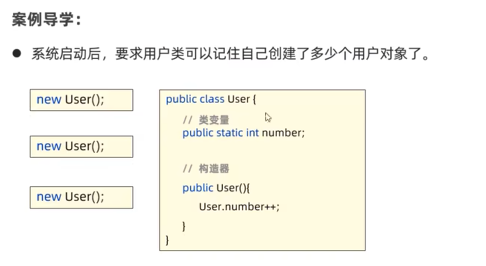 案例导学：
● 系统启动后，要求用户类可以记住自己创建了多少个用户对象了。
new User();
new User();
new User();
public class User {
// 类变量
public static int number;
// 构造器
public User(){
User.number++;
}
}